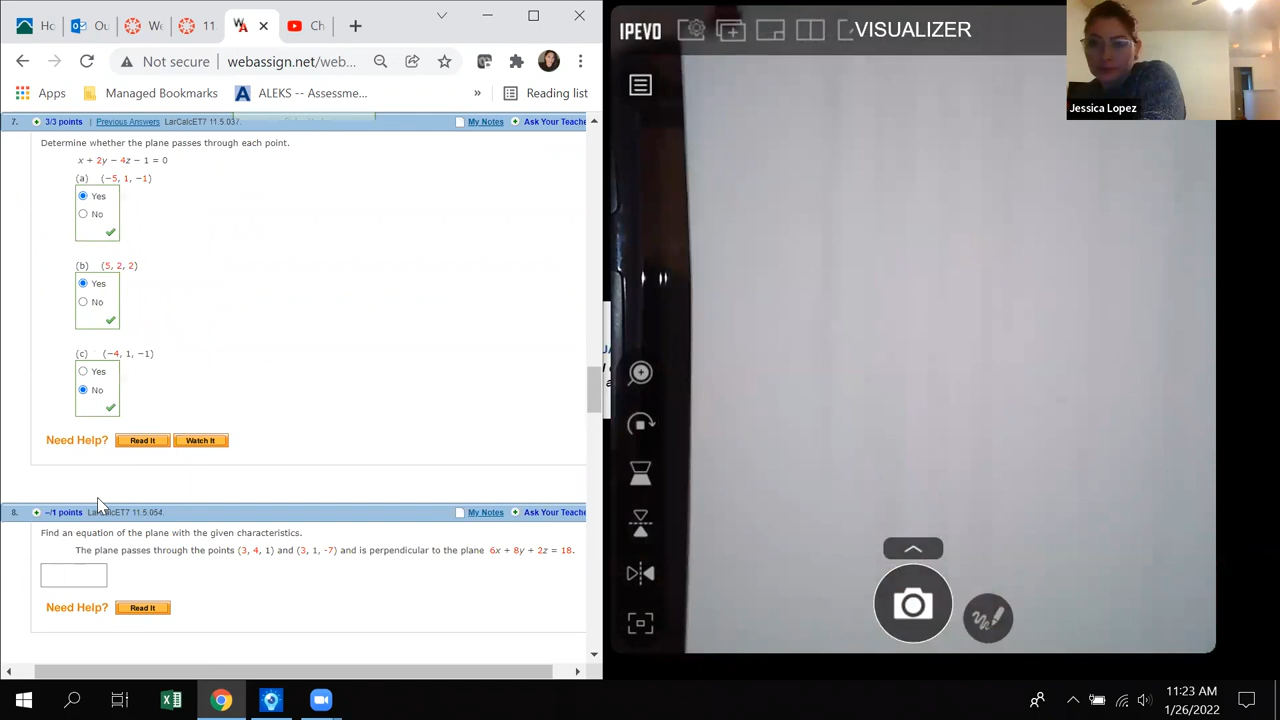 Ho
Ou
We
11
Ch
Not secure
webassign.net/web...
Apps
Managed Bookma
ALEKS -- Assessme...
»
Reading list
7.
3/3 points | Previous Answers LarCalcET7 11.5.037.
My Notes
Ask Your Teache
Determine whether the plane passes through each point.
x + 2y − 4z − 1 = 0
(a) (−5, 1, −1)
Yes
No
(b) (5, 2, 2)
Yes
No
(c) (−4, 1, −1)
Yes
No
Need Help? Read It Watch It
8.
–/1 points LarCalcET7 11.5.054.
My Notes
Ask Your Teache
Find an equation of the plane with the given characteristics.
The plane passes through the points (3, 4, 1) and (3, 1, -7) and is perpendicular to the plane 6x + 8y + 2z = 18.
Need Help? Read It
IPEVO
VISUALIZER
Jessica Lopez
11:23 AM
1/26/2022